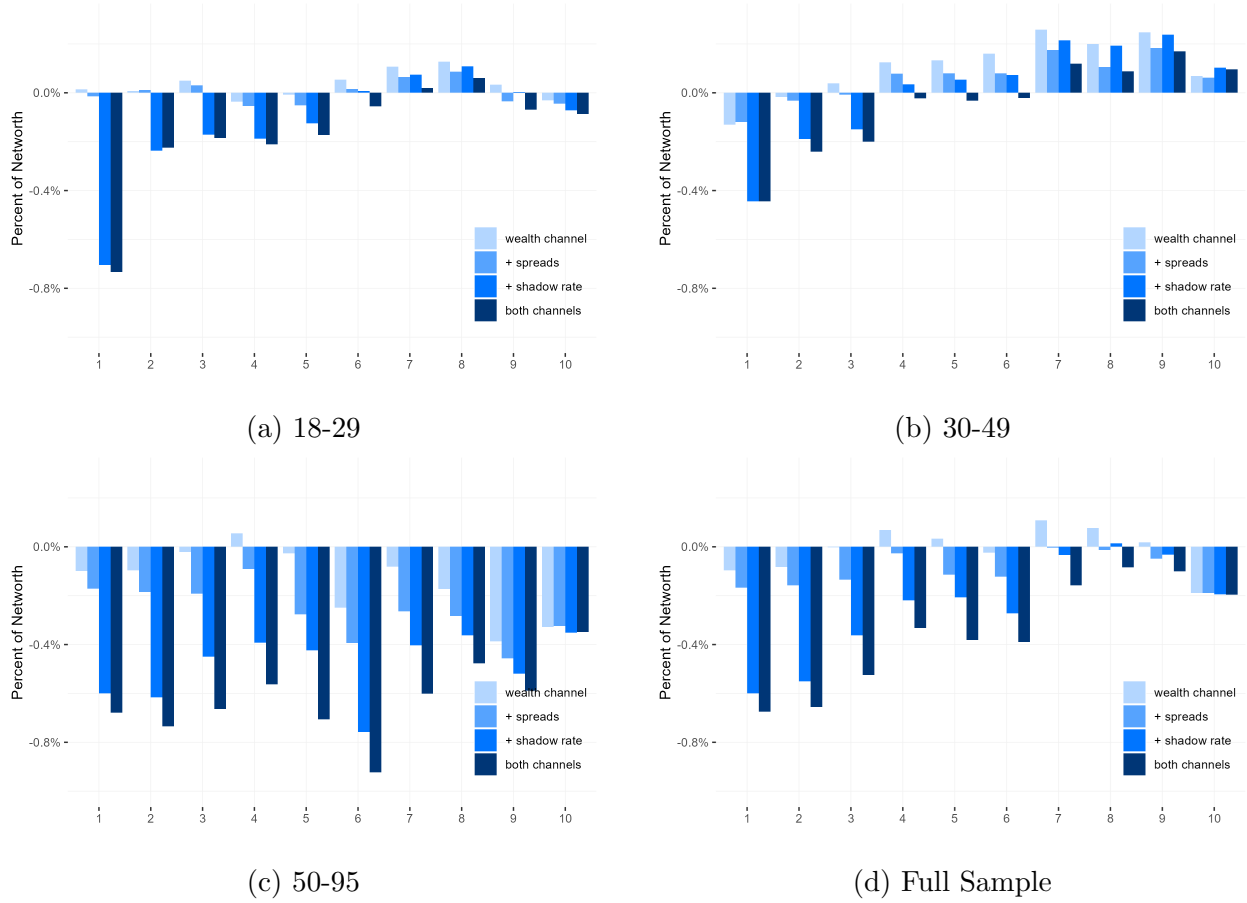 Percent of Networth
0.0%
-0.4%
-0.8%
wealth channel
+ spreads
+ shadow rate
both channels
1 2 3 4 5 6 7 8 9 10
(a) 18-29
Percent of Networth
0.0%
-0.4%
-0.8%
wealth channel
+ spreads
+ shadow rate
both channels
1 2 3 4 5 6 7 8 9 10
(b) 30-49
Percent of Networth
0.0%
-0.4%
-0.8%
wealth channel
+ spreads
+ shadow rate
both channels
1 2 3 4 5 6 7 8 9 10
(c) 50-95
Percent of Networth
0.0%
-0.4%
-0.8%
wealth channel
+ spreads
+ shadow rate
both channels
1 2 3 4 5 6 7 8 9 10
(d) Full Sample